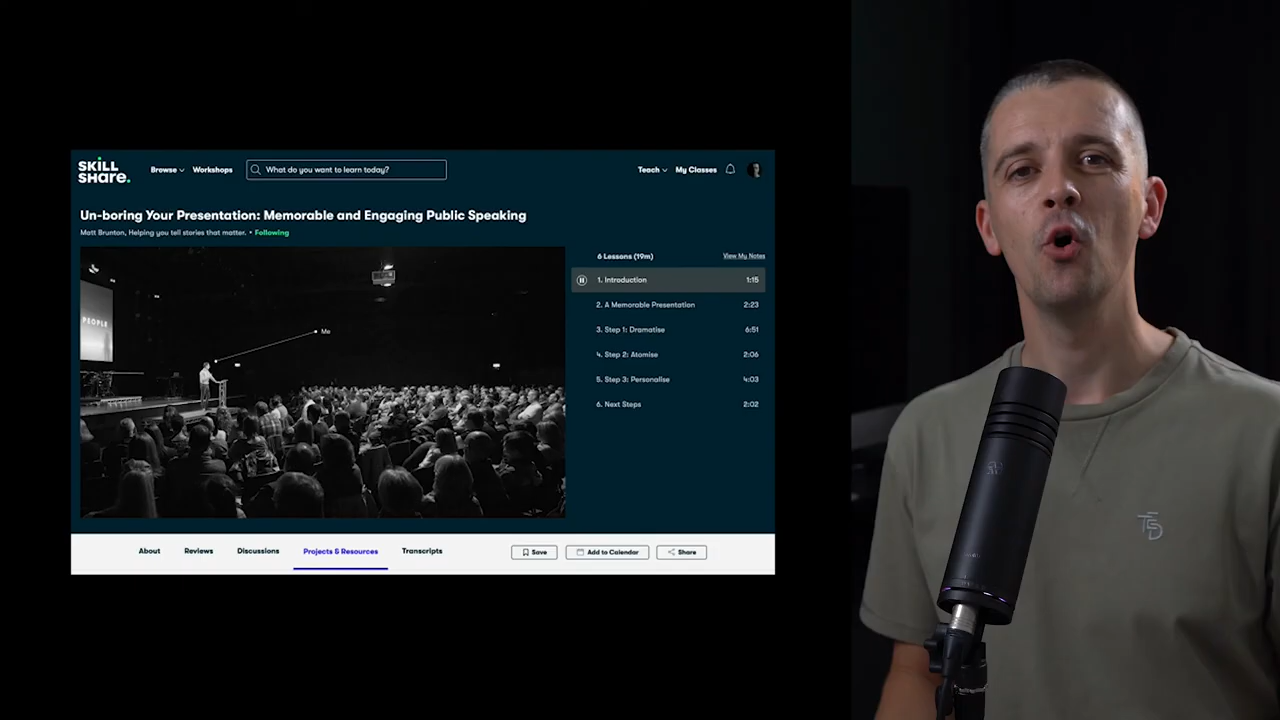 SKILL
SHARE.
Browse
Workshops
What do you want to learn today?
Teach
My Classes
Un-boring Your Presentation: Memorable and Engaging Public Speaking
Matt Brunton, Helping you tell stories that matter. • Following
PEOPLE
Me
6 Lessons (19m)
View My Notes
1. Introduction 1:15
2. A Memorable Presentation 2:23
3. Step 1: Dramatise 6:51
4. Step 2: Atomise 2:06
5. Step 3: Personalise 4:03
6. Next Steps 2:02
About
Reviews
Discussions
Projects & Resources
Transcripts
Save
Add to Calendar
Share